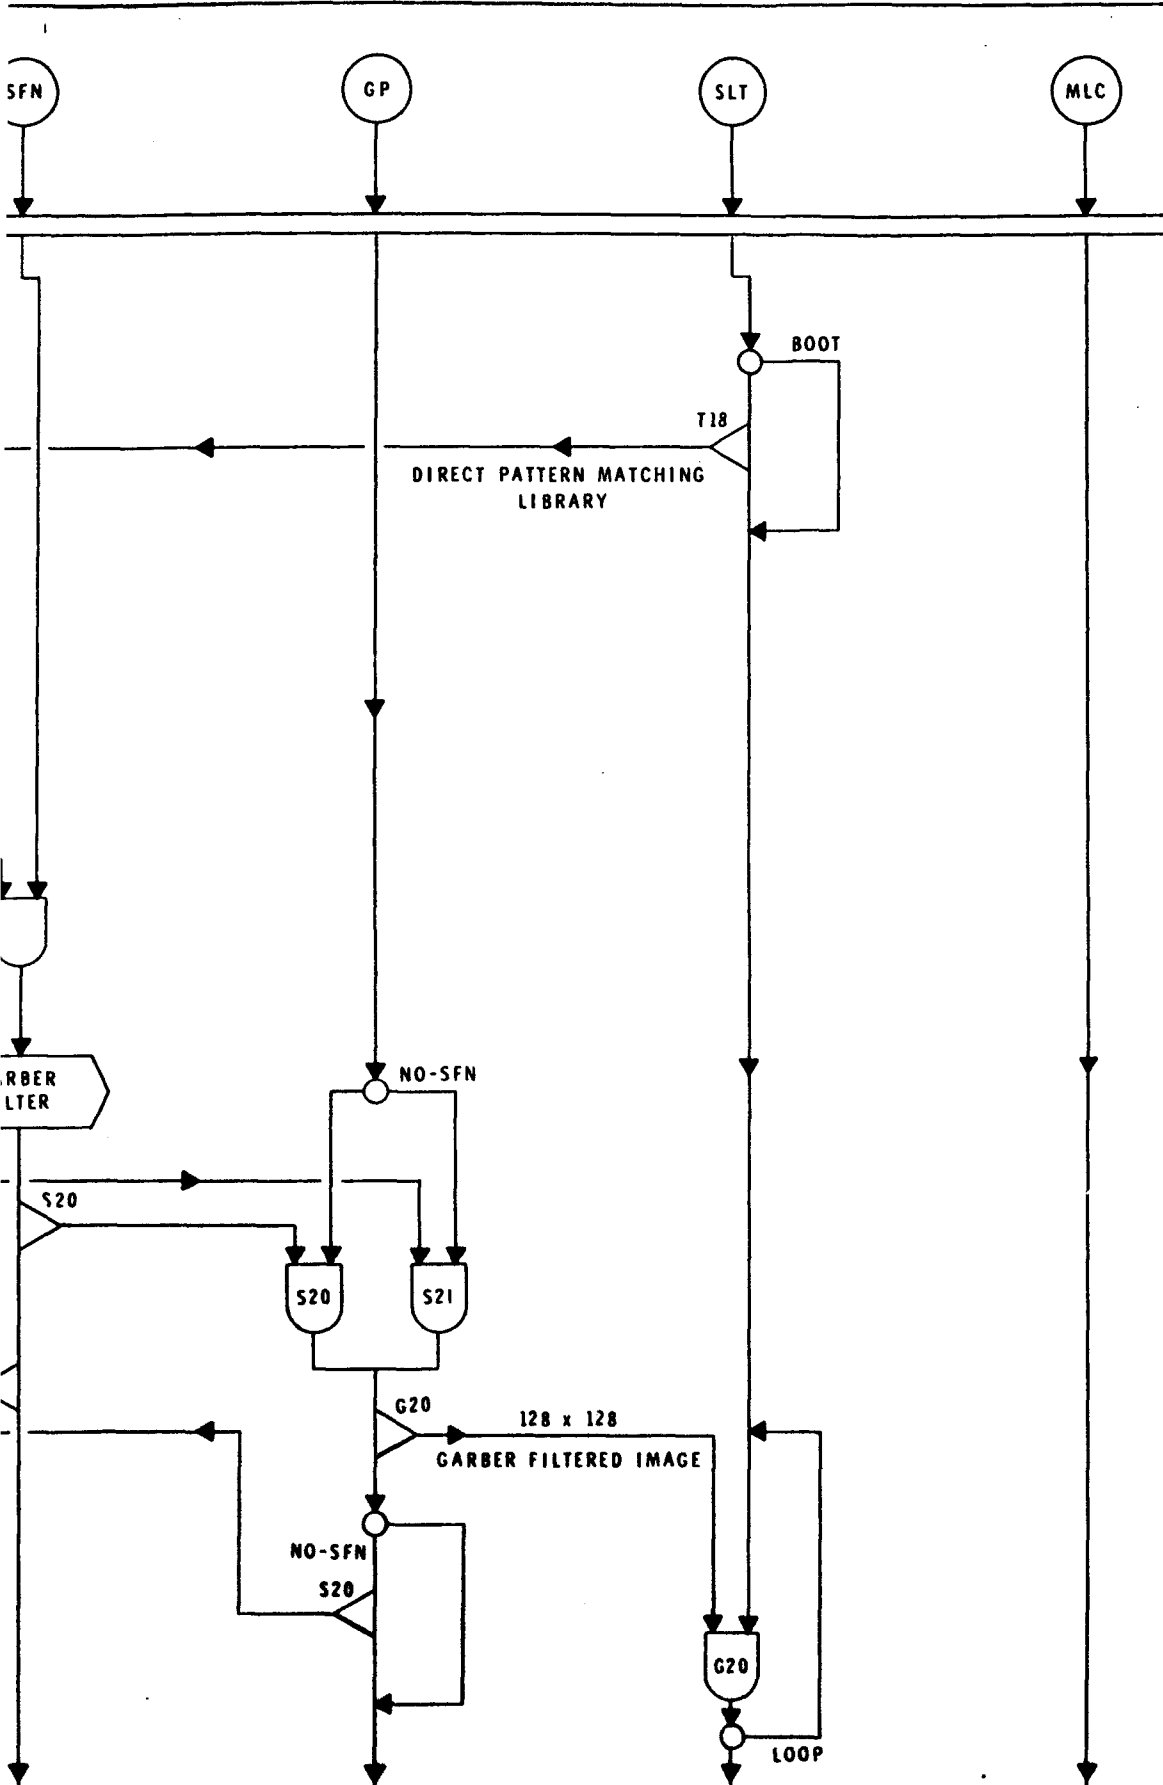 SFN
GP
SLT
MLC
BOOT
T18
DIRECT PATTERN MATCHING
LIBRARY
NO-SFN
RBER
LTER
S20
S20
S21
G20
128 x 128
GARBER FILTERED IMAGE
NO-SFN
S20
G20
LOOP